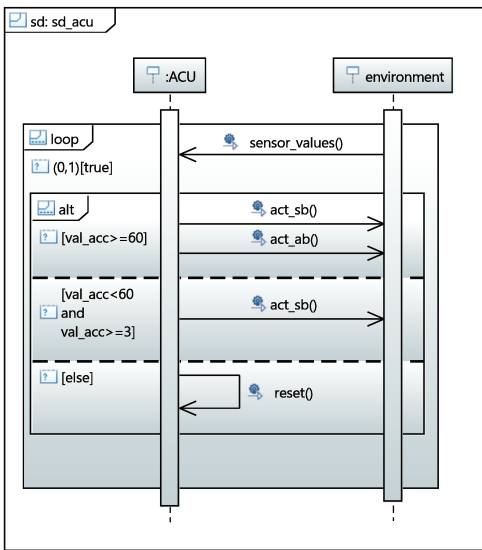 sd: sd_acu
:ACU
environment
loop
sensor_values()
(0,1)[true]
alt
act_sb()
[val_acc>=60]
act_ab()
[val_acc<60
and
val_acc>=3]
act_sb()
[else]
reset()